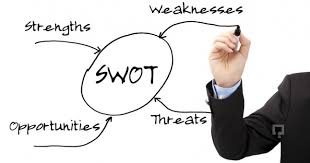 Weaknesses
Strengths
SWOT
Opportunities
Threats